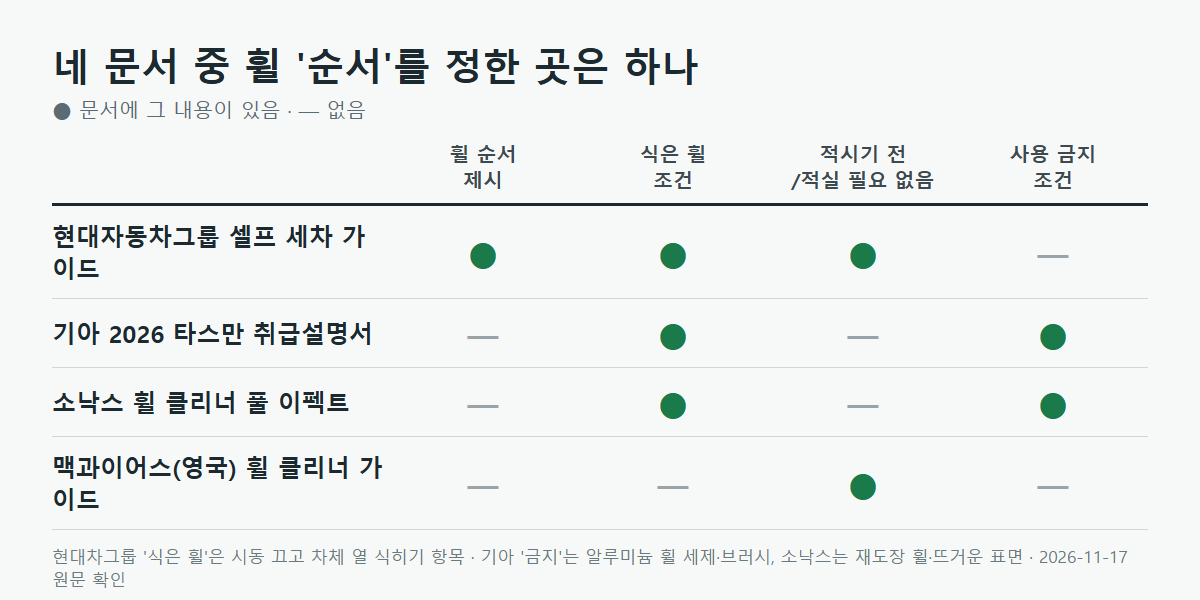 네 문서 중 휠 '순서'를 정한 곳은 하나
● 문서에 그 내용이 있음 · — 없음
휠 순서
제시
식은 휠
조건
적시기 전
/적실 필요 없음
사용 금지
조건
현대자동차그룹 셀프 세차 가
이드
● ● ● —
기아 2026 타스만 취급설명서
— ● — ●
소낙스 휠 클리너 풀 이펙트
— ● — ●
맥과이어스(영국) 휠 클리너 가
이드
— — ● —
현대차그룹 '식은 휠'은 시동 끄고 차체 열 식히기 항목 · 기아 '금지'는 알루미늄 휠 세제·브러시, 소낙스는 재도장 휠·뜨거운 표면 · 2026-11-17
원문 확인